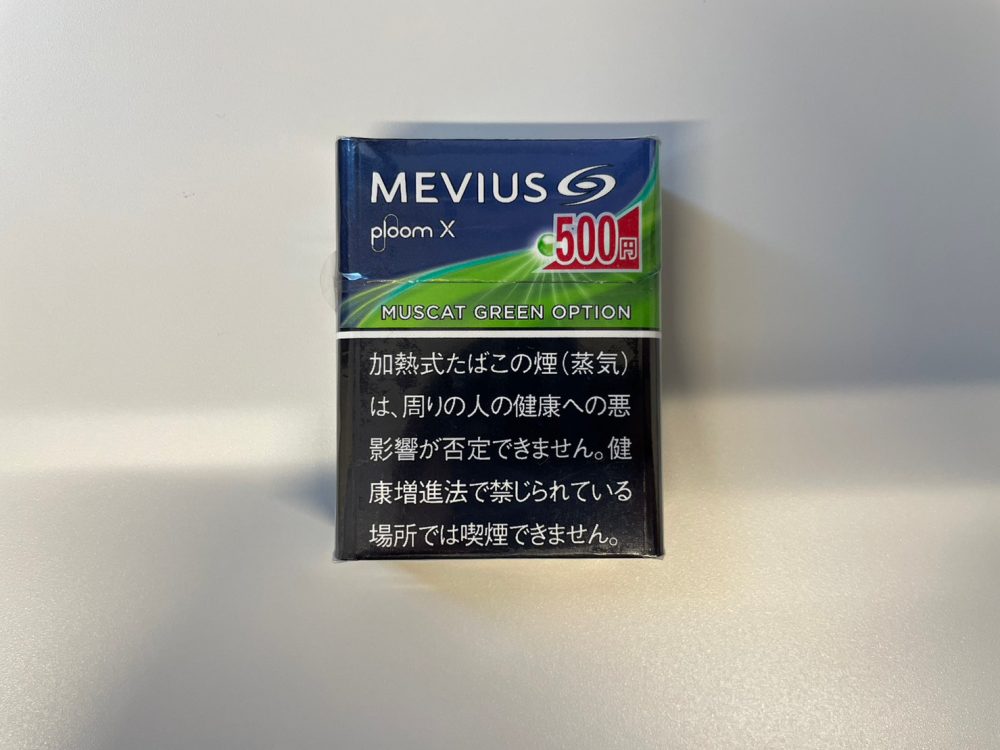 MEVIUS
ploom X
500円
MUSCAT GREEN OPTION
加熱式たばこの煙(蒸気)
は、周りの人の健康への悪
影響が否定できません。健
康増進法で禁じられている
場所では喫煙できません。